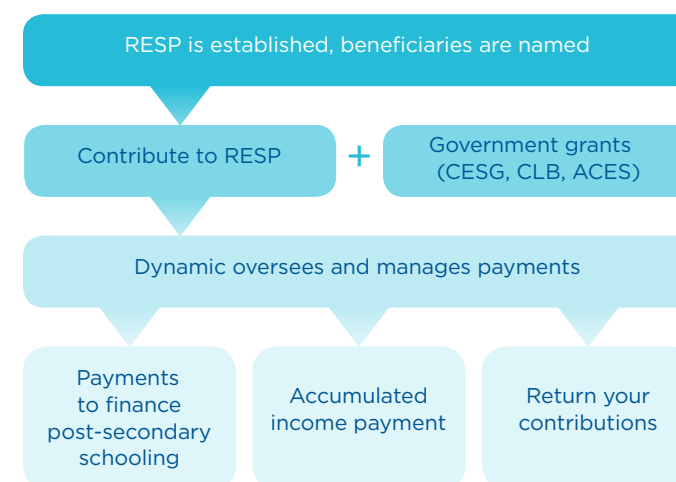 RESP is established, beneficiaries are named
Contribute to RESP
+
Government grants
(CESG, CLB, ACES)
Dynamic oversees and manages payments
Payments
to finance
post-secondary
schooling
Accumulated
income payment
Return your
contributions